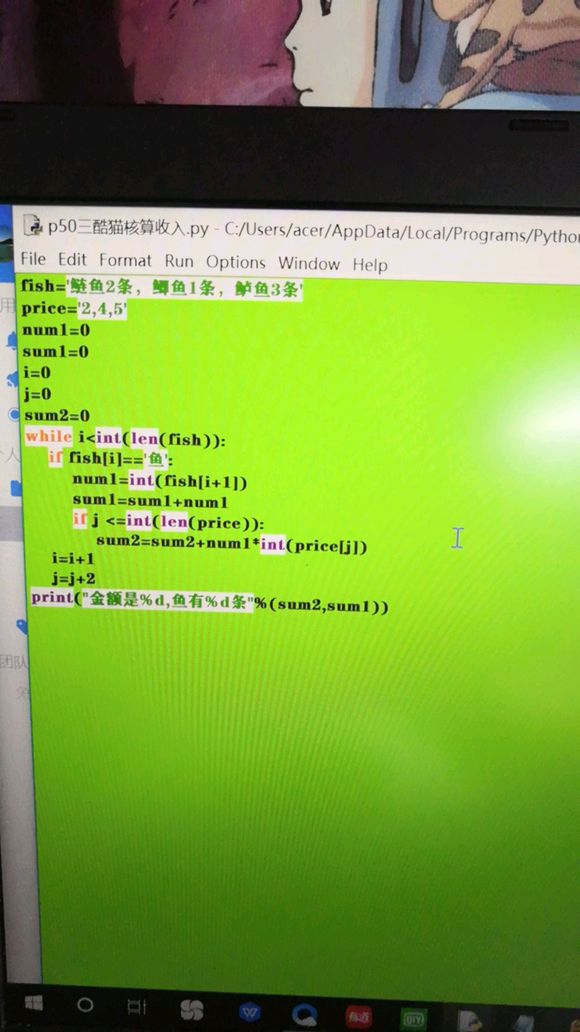 p50三酷猫核算收入.py - C:/Users/acer/AppData/Local/Programs/Python
File Edit Format Run Options Window Help
fish='鲢鱼2条，鲫鱼1条，鲈鱼3条'
price='2,4,5'
num1=0
sum1=0
i=0
j=0
sum2=0
while i<int(len(fish)):
if fish[i]=='鱼':
num1=int(fish[i+1])
sum1=sum1+num1
if j <=int(len(price)):
sum2=sum2+num1*int(price[j])
i=i+1
j=j+2
print("金额是%d,鱼有%d条"%(sum2,sum1))
团队